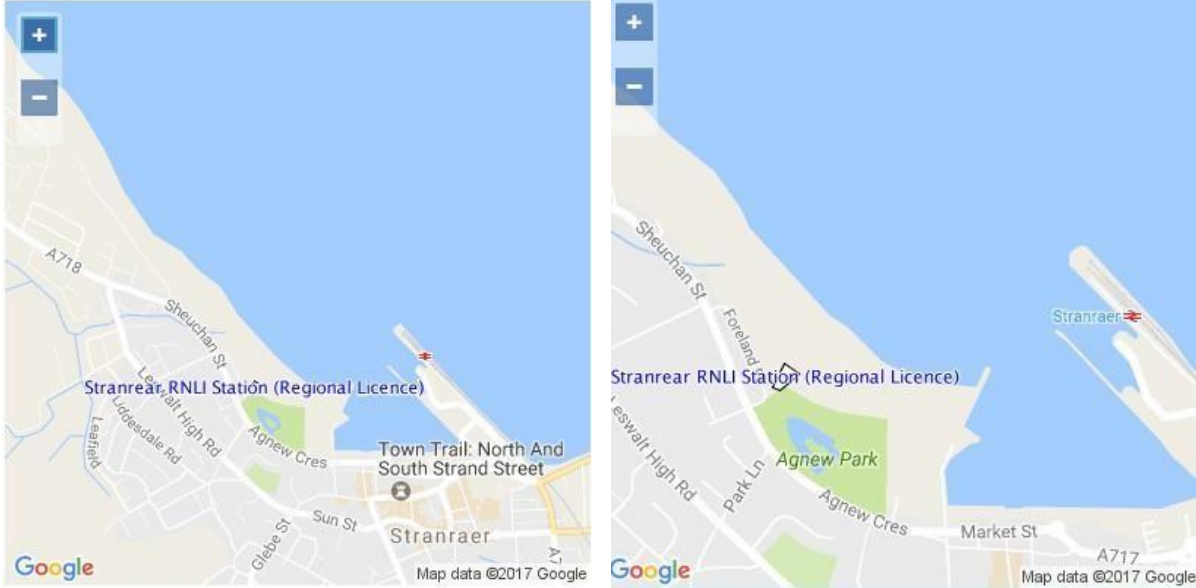 +
−
A718
Sheuchan St
Stranrear RNLI Station (Regional Licence)
Leswalt High Rd
Liddesdale Rd
Leafield
Agnew Cres
Town Trail: North And
South Strand Street
Sun St
Glebe St
Stranraer
A7
Google
Map data ©2017 Google
+
−
Sheuchan St
Foreland
Stranraer
Stranrear RNLI Station (Regional Licence)
Leswalt High Rd
Agnew Park
Park Ln
Agnew Cres
Market St
A717
Google
Map data ©2017 Google